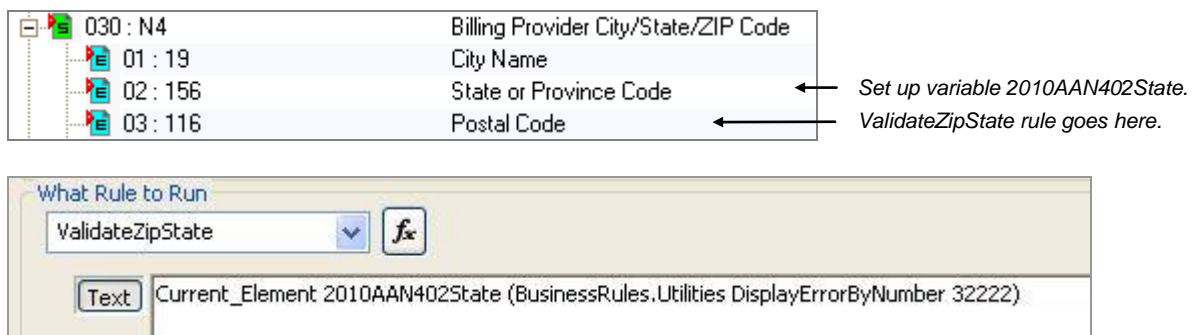 030 : N4 Billing Provider City/State/ZIP Code
01 : 19 City Name
02 : 156 State or Province Code Set up variable 2010AAN402State.
03 : 116 Postal Code ValidateZipState rule goes here.
What Rule to Run
ValidateZipState fx
Text Current_Element 2010AAN402State (BusinessRules.Utilities DisplayErrorByNumber 32222)